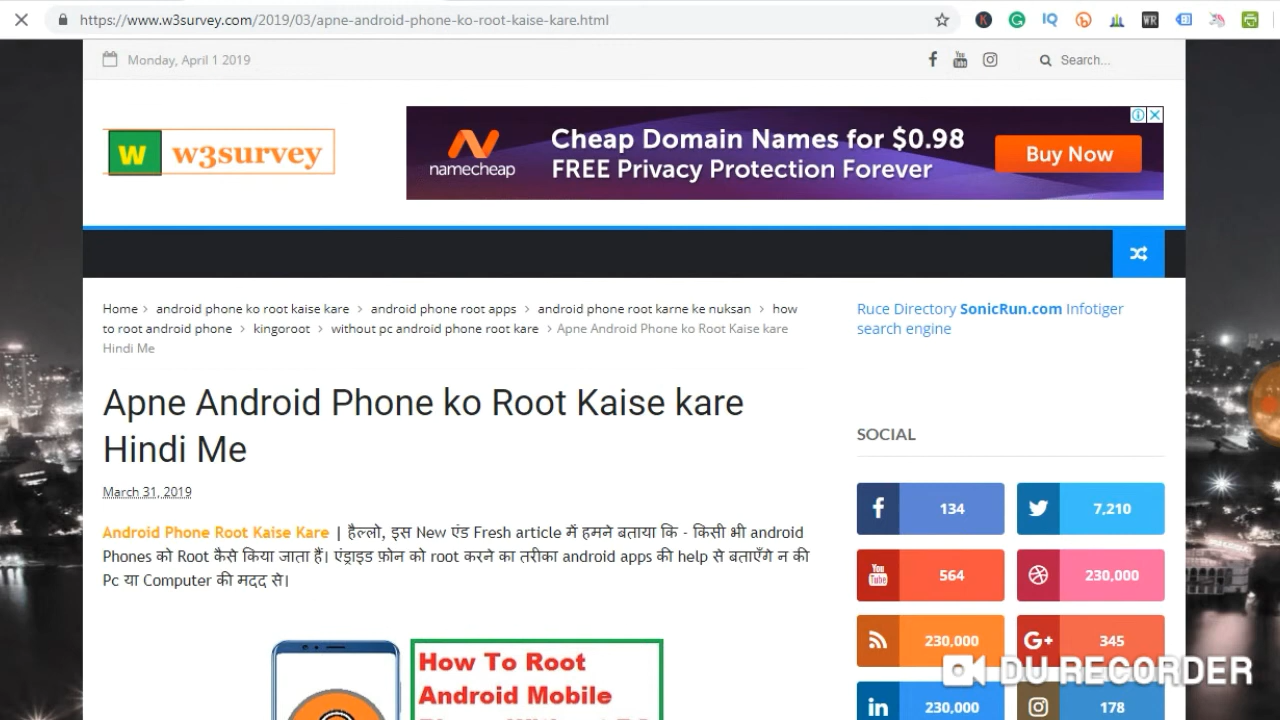 https://www.w3survey.com/2019/03/apne-android-phone-ko-root-kaise-kare.html
K
G
IQ
b
WR
Monday, April 1 2019
You Tube
Search...
w w3survey
namecheap
Cheap Domain Names for $0.98
FREE Privacy Protection Forever
Buy Now
Home > android phone ko root kaise kare > android phone root apps > android phone root karne ke nuksan > how
to root android phone > kingoroot > without pc android phone root kare > Apne Android Phone ko Root Kaise kare
Hindi Me
Ruce Directory SonicRun.com Infotiger
search engine
Apne Android Phone ko Root Kaise kare
Hindi Me
March 31, 2019
Android Phone Root Kaise Kare | हैल्लो, इस New एंड Fresh article में हमने बताया कि - किसी भी android
Phones को Root कैसे किया जाता हैं। एंड्राइड फ़ोन को root करने का तरीका android apps की help से बताएँगे न की
Pc या Computer की मदद से।
How To Root
Android Mobile
SOCIAL
134
7,210
You Tube 564
230,000
230,000
G+ 345
in 230,000
178
DU RECORDER